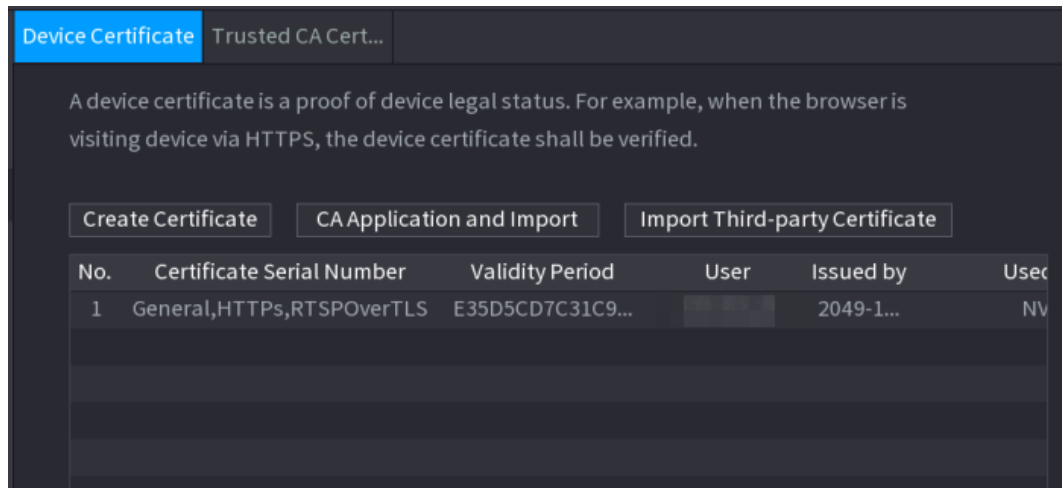 Device Certificate Trusted CA Cert...
A device certificate is a proof of device legal status. For example, when the browser is
visiting device via HTTPS, the device certificate shall be verified.
Create Certificate CA Application and Import Import Third-party Certificate
No. Certificate Serial Number Validity Period User Issued by Used
1 General,HTTPs,RTSPOverTLS E35D5CD7C31C9... 2049-1... NV